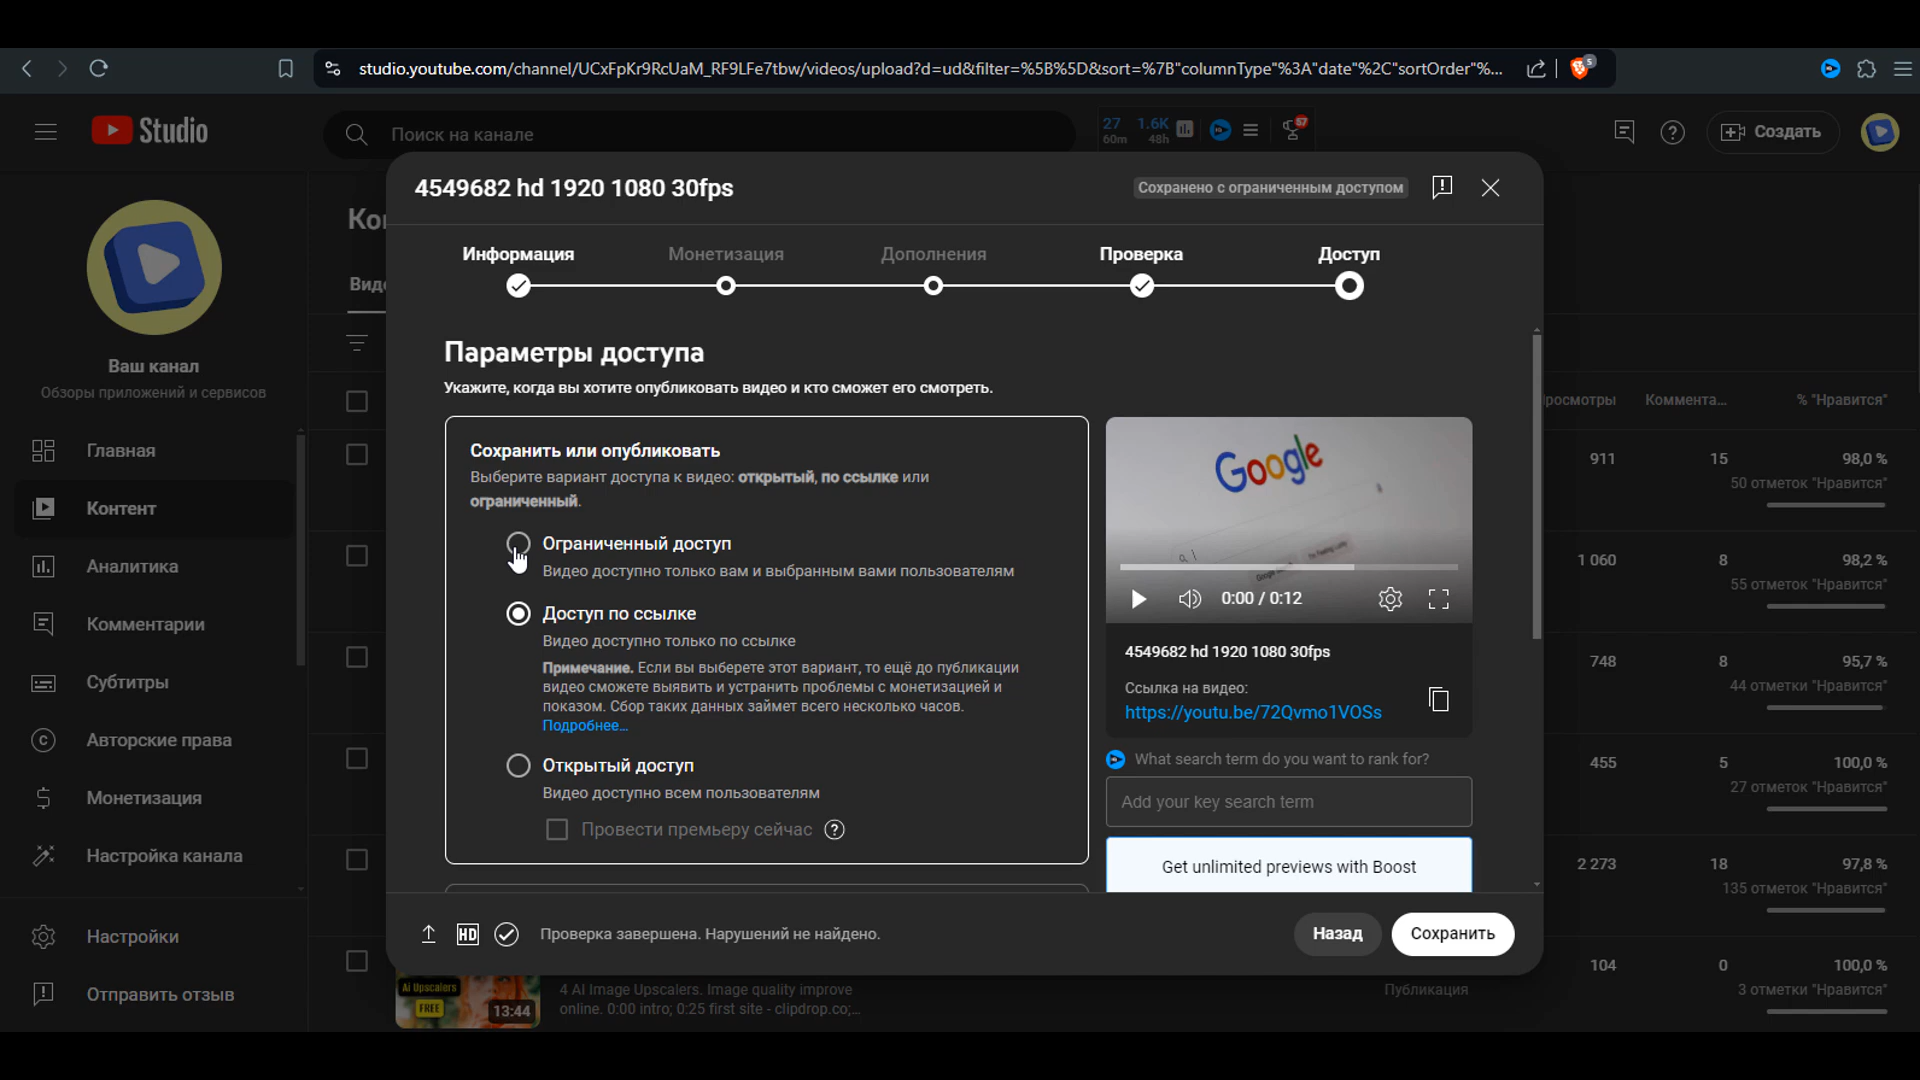 studio.youtube.com/channel/UCxFpKr9RcUaM_RF9LFe7tbw/videos/upload?d=ud&filter=%5B%5D&sort=%7B"columnType"%3A"date"%2C"sortOrder"%...
5
Studio
Поиск на канале
27
60m
1.6K
48h
57
Создать
Ваш канал
Обзоры приложений и сервисов
Главная
Контент
Аналитика
Комментарии
Субтитры
Авторские права
Монетизация
Настройка канала
Настройки
Отправить отзыв
4549682 hd 1920 1080 30fps
Сохранено с ограниченным доступом
Информация
Монетизация
Дополнения
Проверка
Доступ
Параметры доступа
Укажите, когда вы хотите опубликовать видео и кто сможет его смотреть.
Сохранить или опубликовать
Выберите вариант доступа к видео: открытый, по ссылке или
ограниченный.
Ограниченный доступ
Видео доступно только вам и выбранным вами пользователям
Доступ по ссылке
Видео доступно только по ссылке
Примечание. Если вы выберете этот вариант, то ещё до публикации
видео сможете выявить и устранить проблемы с монетизацией и
показом. Сбор таких данных займет всего несколько часов.
Подробнее...
Открытый доступ
Видео доступно всем пользователям
Провести премьеру сейчас
Google
0:00 / 0:12
4549682 hd 1920 1080 30fps
Ссылка на видео:
https://youtu.be/72Qvmo1VOSs
What search term do you want to rank for?
Add your key search term
Get unlimited previews with Boost
HD
Проверка завершена. Нарушений не найдено.
Назад
Сохранить
Коммента...
% "Нравится"
911
15
98,0 %
50 отметок "Нравится"
1 060
8
98,2 %
55 отметок "Нравится"
748
8
95,7 %
44 отметки "Нравится"
455
5
100,0 %
27 отметок "Нравится"
2 273
18
97,8 %
135 отметок "Нравится"
104
0
100,0 %
3 отметки "Нравится"
Ai Upscalers
FREE
13:44
4 AI Image Upscalers. Image quality improve
online. 0:00 intro; 0:25 first site - clipdrop.co;...
Публикация